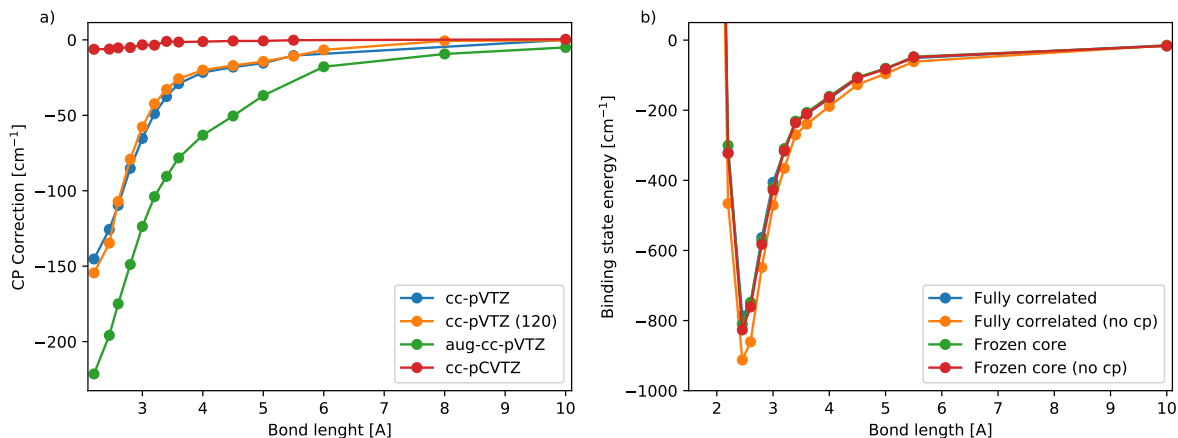 a)
CP Correction [cm⁻¹]
0
−50
−100
−150
−200
3
4
5
6
7
8
9
10
Bond lenght [A]
cc-pVTZ
cc-pVTZ (120)
aug-cc-pVTZ
cc-pCVTZ
b)
Binding state energy [cm⁻¹]
0
−200
−400
−600
−800
−1000
2
3
4
5
6
7
8
9
10
Bond length [A]
Fully correlated
Fully correlated (no cp)
Frozen core
Frozen core (no cp)